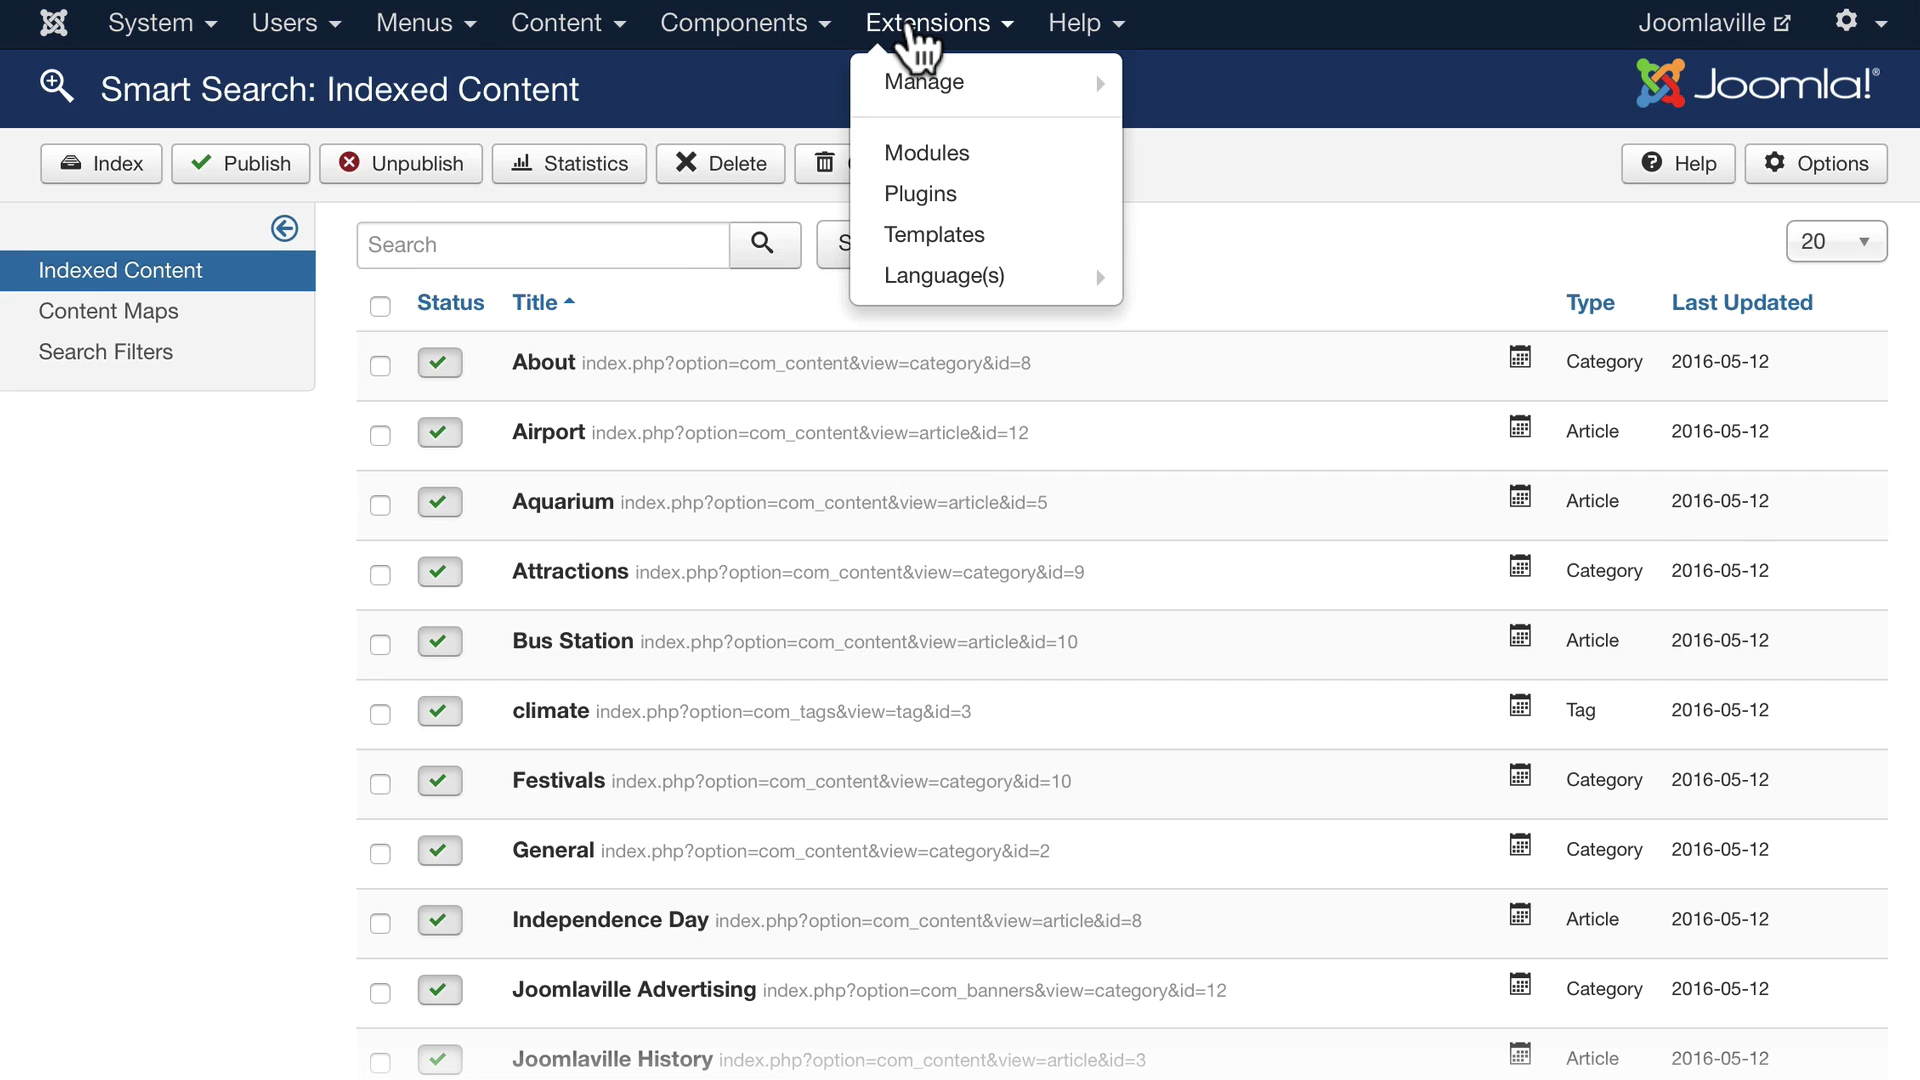 System Users Menus Content Components Extensions Help Joomlaville
Smart Search: Indexed Content Joomla!®
Manage
Index Publish Unpublish Statistics Delete Help Options
Modules
Plugins
Templates
Language(s)
Search 20
Indexed Content
Content Maps
Search Filters
Status Title Type Last Updated
About index.php?option=com_content&view=category&id=8 Category 2016-05-12
Airport index.php?option=com_content&view=article&id=12 Article 2016-05-12
Aquarium index.php?option=com_content&view=article&id=5 Article 2016-05-12
Attractions index.php?option=com_content&view=category&id=9 Category 2016-05-12
Bus Station index.php?option=com_content&view=article&id=10 Article 2016-05-12
climate index.php?option=com_tags&view=tag&id=3 Tag 2016-05-12
Festivals index.php?option=com_content&view=category&id=10 Category 2016-05-12
General index.php?option=com_content&view=category&id=2 Category 2016-05-12
Independence Day index.php?option=com_content&view=article&id=8 Article 2016-05-12
Joomlaville Advertising index.php?option=com_banners&view=category&id=12 Category 2016-05-12
Joomlaville History index.php?option=com_content&view=article&id=3 Article 2016-05-12